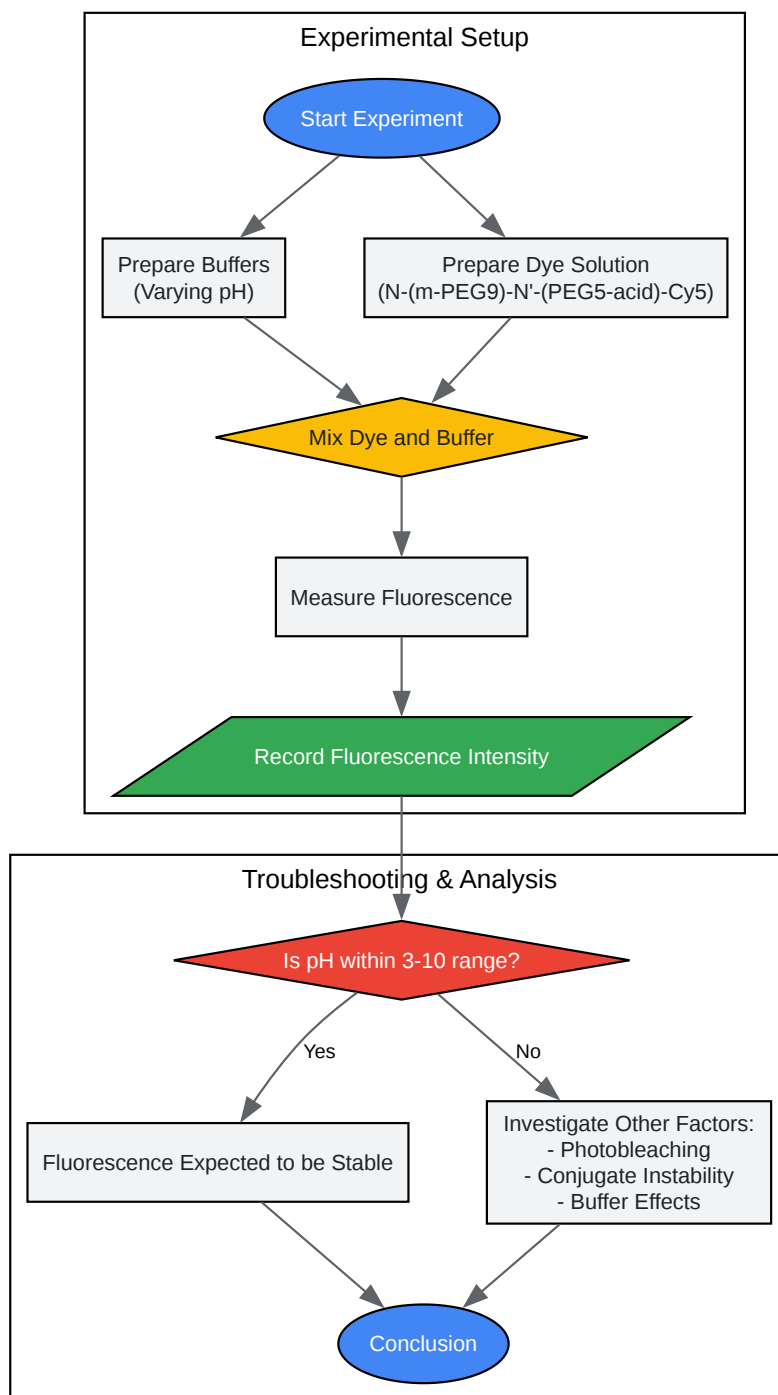 Experimental Setup
Start Experiment
Prepare Buffers
(Varying pH)
Prepare Dye Solution
(N-(m-PEG9)-N'-(PEG5-acid)-Cy5)
Mix Dye and Buffer
Measure Fluorescence
Record Fluorescence Intensity
Troubleshooting & Analysis
Is pH within 3-10 range?
Yes
No
Fluorescence Expected to be Stable
Investigate Other Factors:
- Photobleaching
- Conjugate Instability
- Buffer Effects
Conclusion